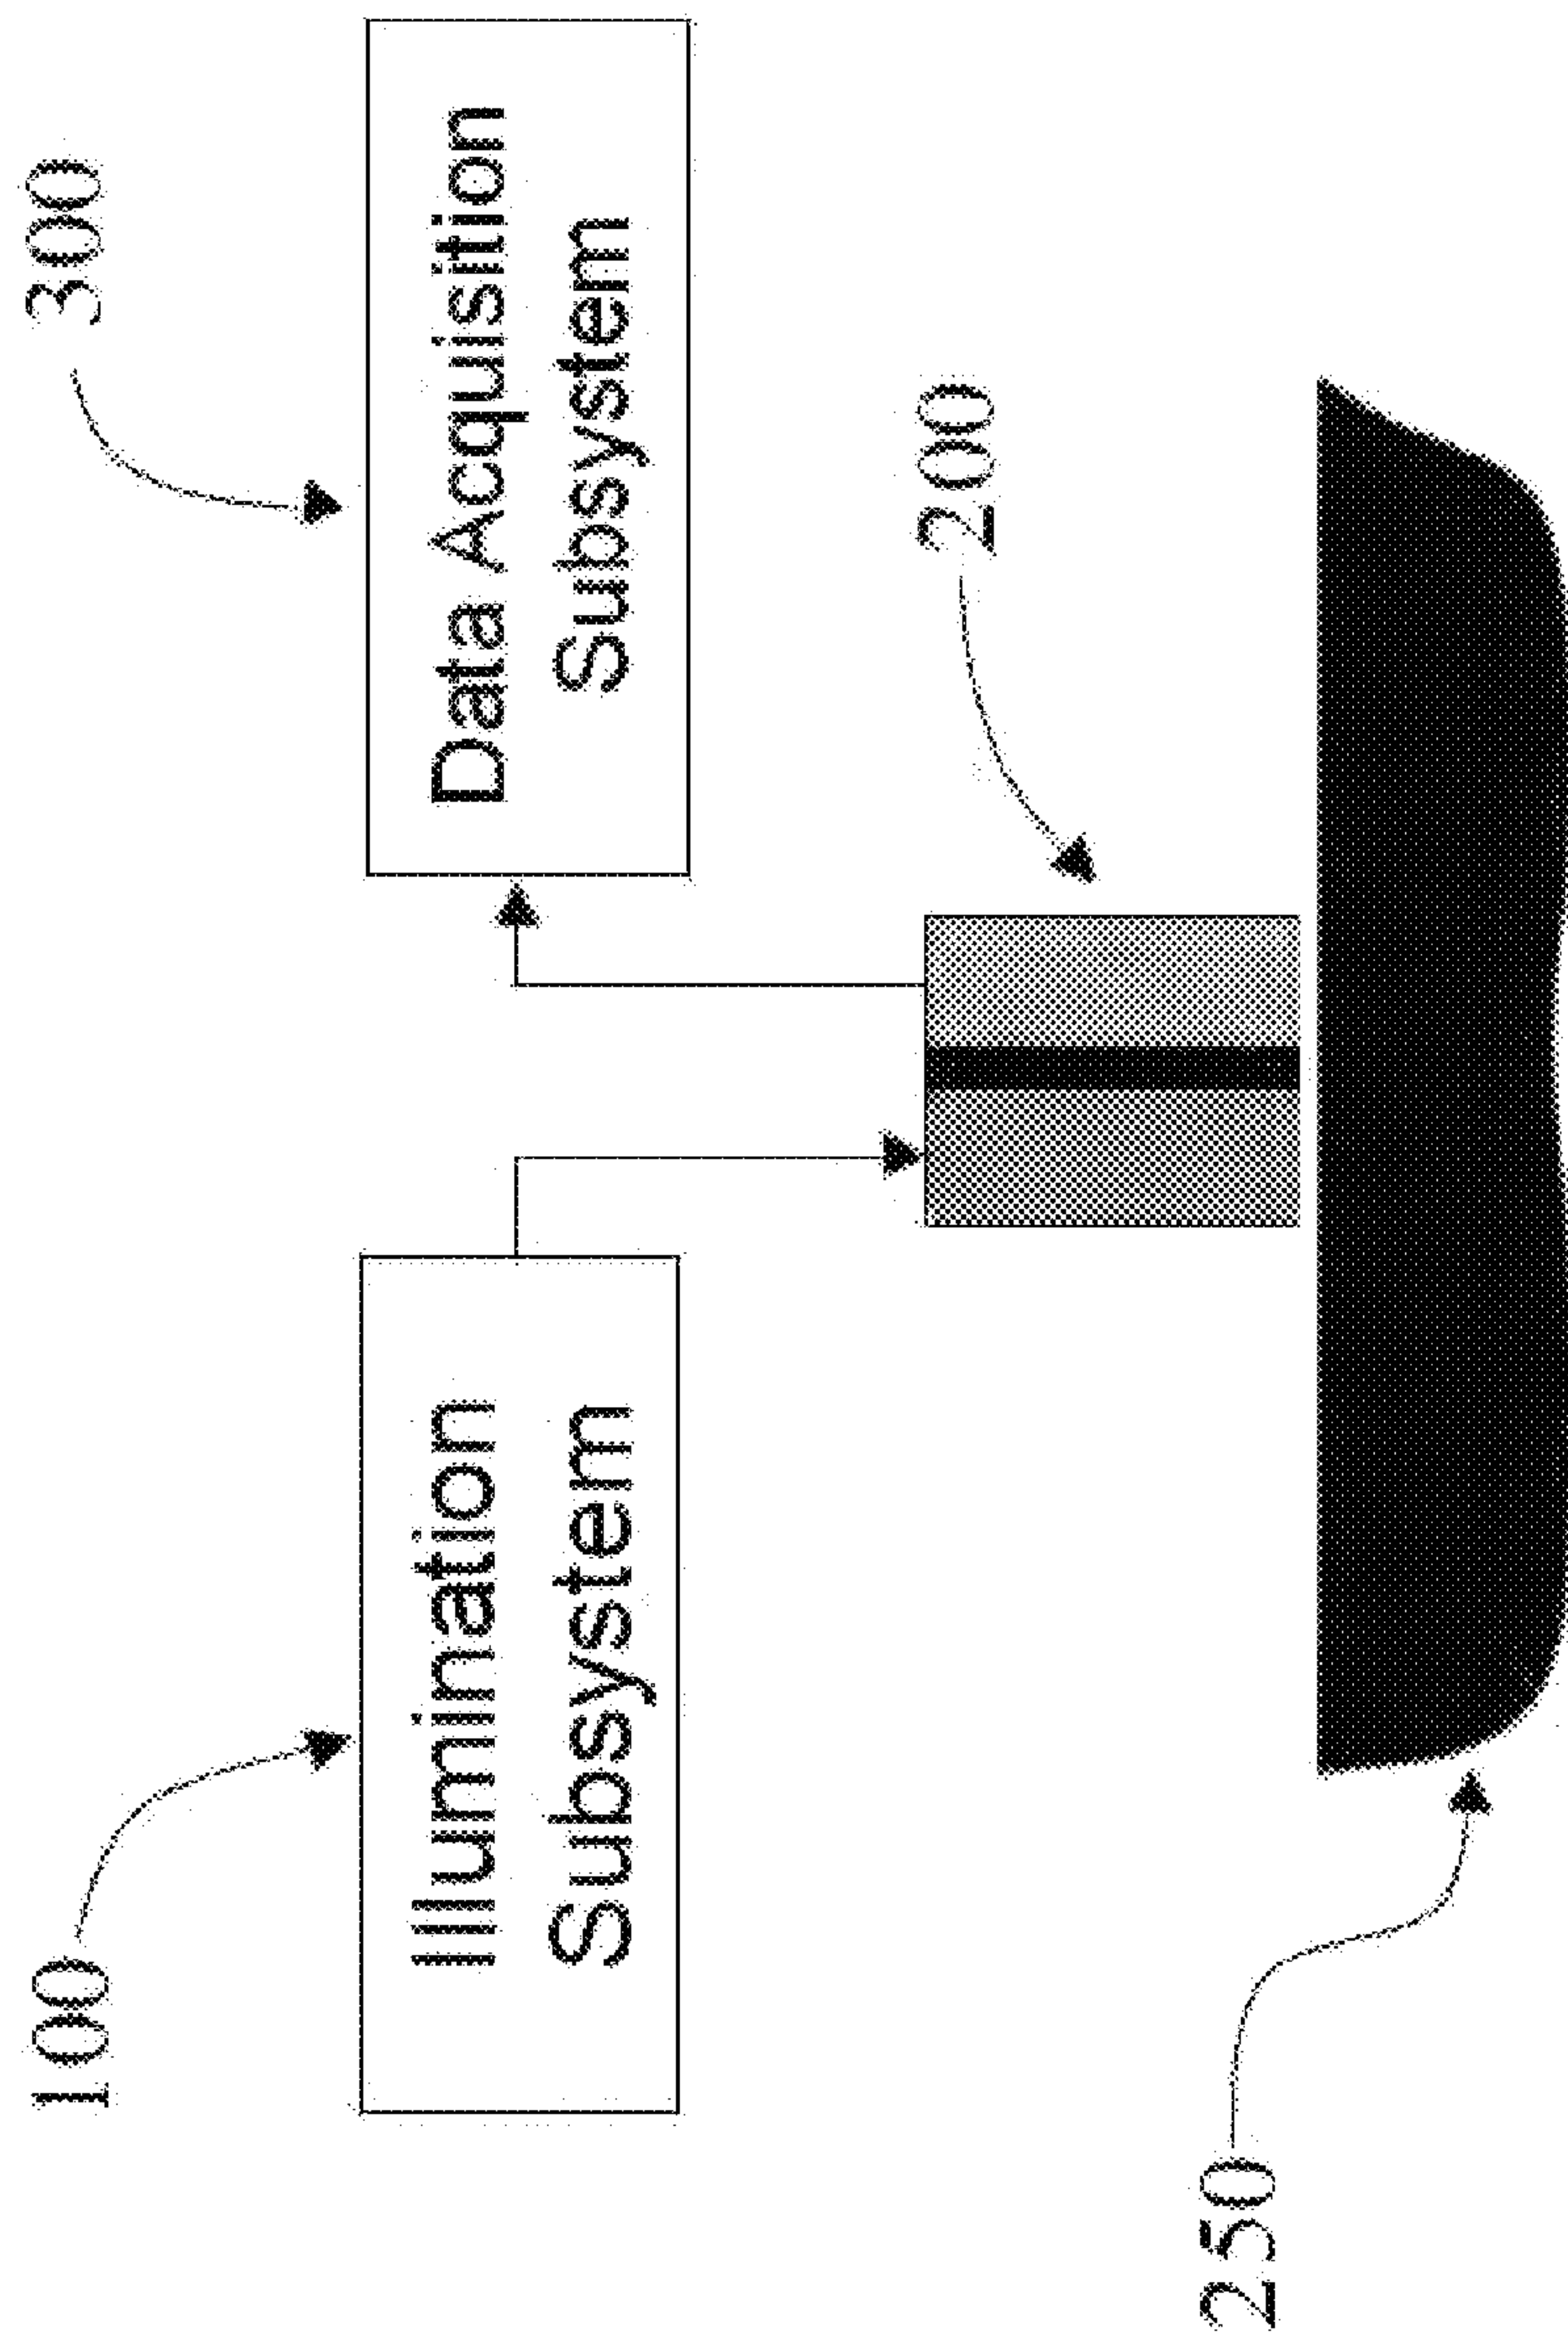 100
300
Illumination
Subsystem
Data Acquisition
Subsystem
200
250